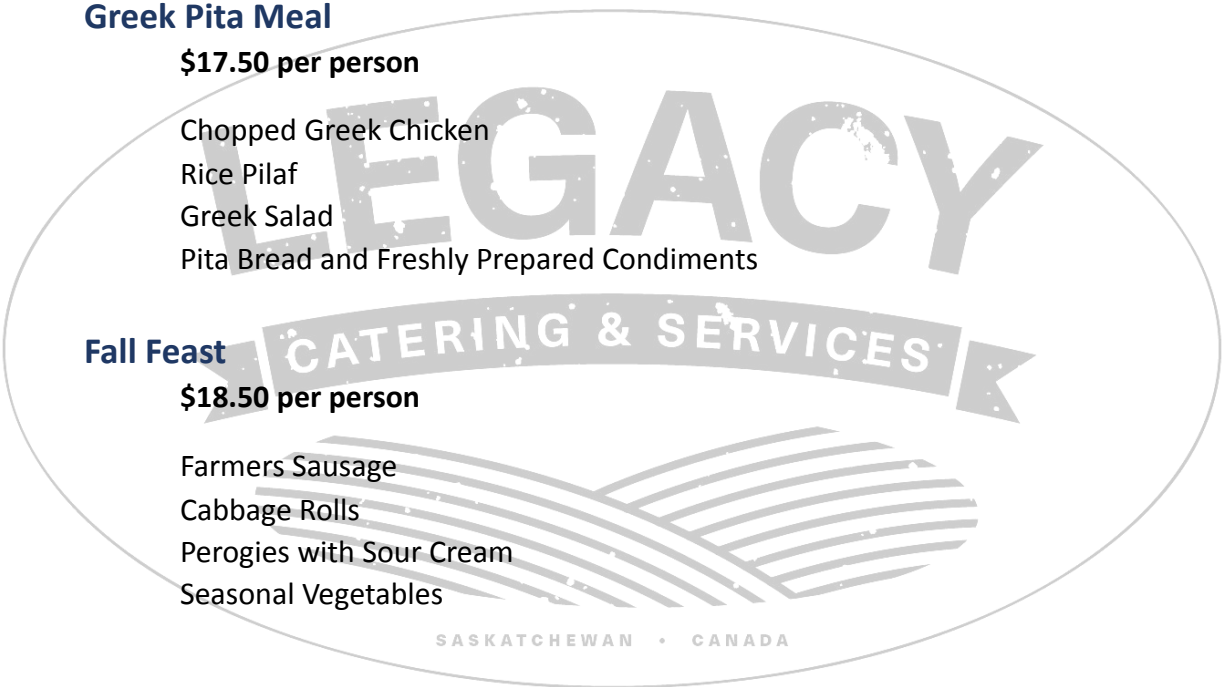 Greek Pita Meal
$17.50 per person
Chopped Greek Chicken
Rice Pilaf
Greek Salad
Pita Bread and Freshly Prepared Condiments
Fall Feast
$18.50 per person
Farmers Sausage
Cabbage Rolls
Perogies with Sour Cream
Seasonal Vegetables
LEGACY
CATERING & SERVICES
SASKATCHEWAN • CANADA